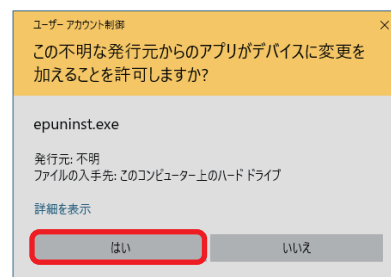 ユーザー アカウント制御
この不明な発行元からのアプリがデバイスに変更を
加えることを許可しますか?
epuninst.exe
発行元: 不明
ファイルの入手先: このコンピューター上のハード ドライブ
詳細を表示
はい
いいえ